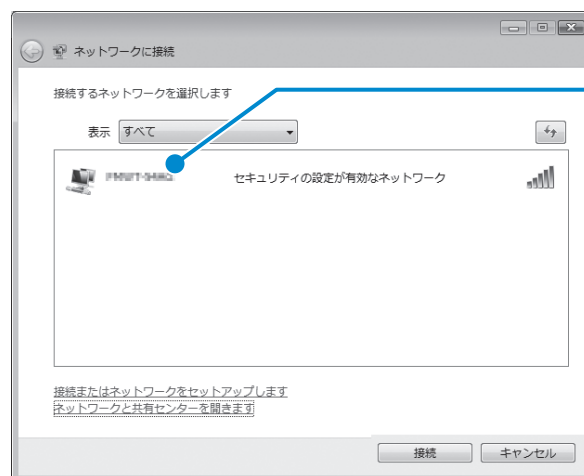 ネットワークに接続
接続するネットワークを選択します
表示 すべて
セキュリティの設定が有効なネットワーク
接続またはネットワークをセットアップします
ネットワークと共有センターを開きます
接続 キャンセル